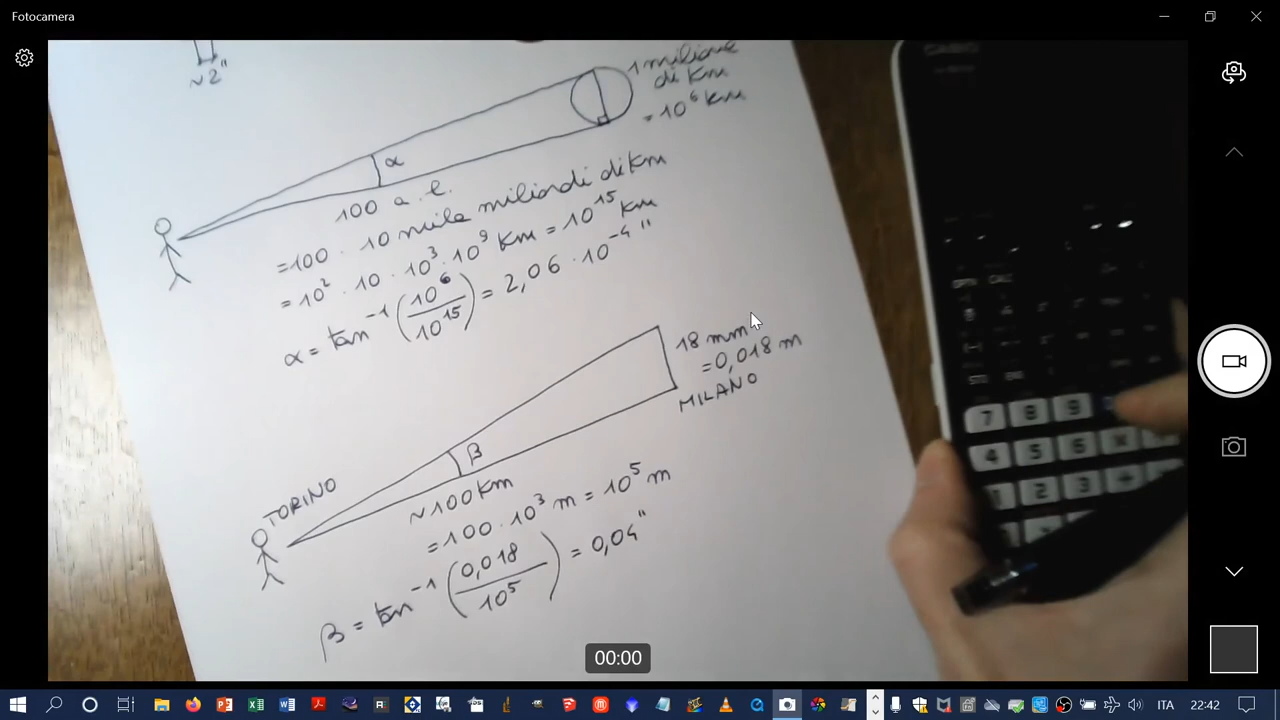 Fotocamera
~2"
1 milione
di km
= 10⁶ km
α
100 a.l.
= 100 · 10 mila miliardi di km
= 10² · 10 · 10³ · 10⁹ km = 10¹⁵ km
α = tan⁻¹ (10⁶/10¹⁵) = 2,06 · 10⁻⁴ "
18 mm
= 0,018 m
MILANO
β
TORINO
~ 100 km
= 100 · 10³ m = 10⁵ m
β = tan⁻¹ (0,018/10⁵) = 0,04"
CASIO
7 8 9
4 5 6 X
1 2 3 +
00:00
ITA
22:42